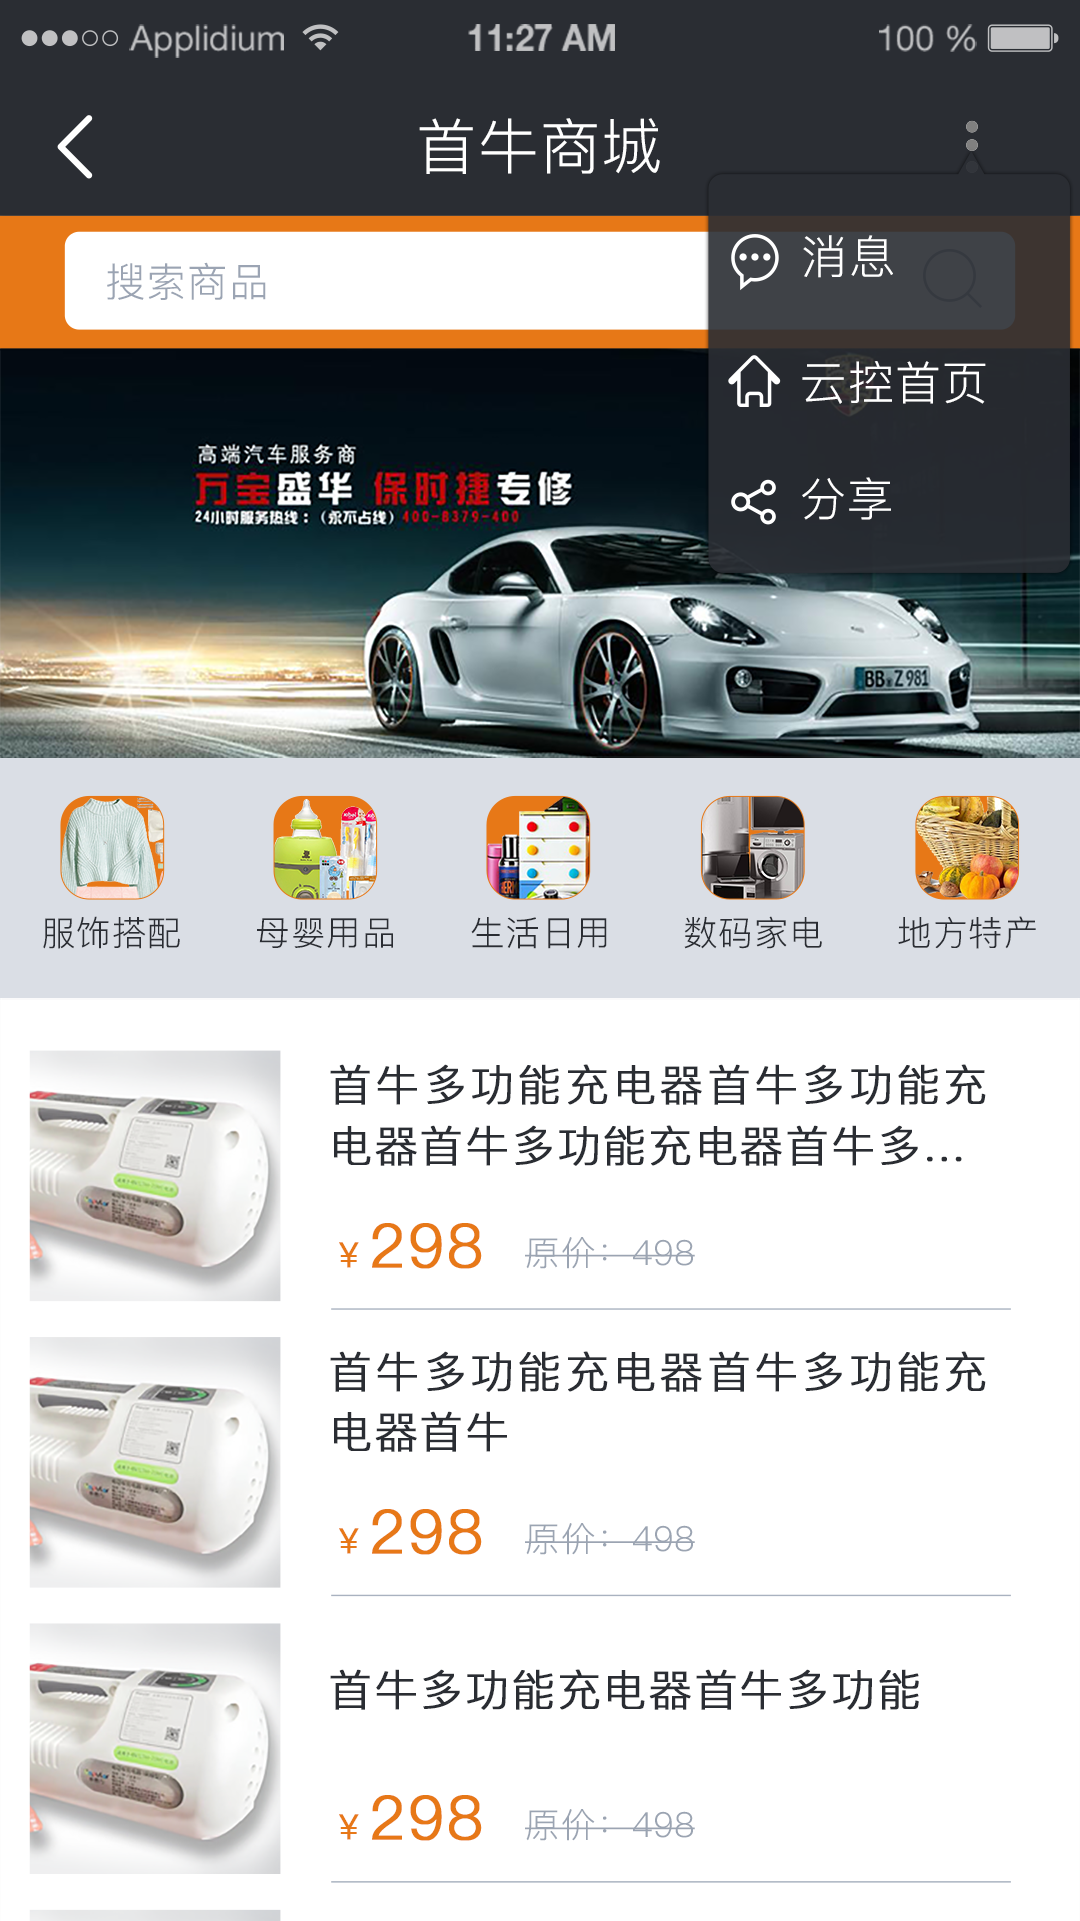 Applidium
11:27 AM
100 %
首牛商城
搜索商品
消息
云控首页
分享
高端汽车服务商
万宝盛华 保时捷专修
24小时服务热线：（永不占线）400-8379-400
BB Z 981
服饰搭配
母婴用品
生活日用
数码家电
地方特产
首牛多功能充电器首牛多功能充
电器首牛多功能充电器首牛多...
¥ 298 原价：498
首牛多功能充电器首牛多功能充
电器首牛
¥ 298 原价：498
首牛多功能充电器首牛多功能
¥ 298 原价：498